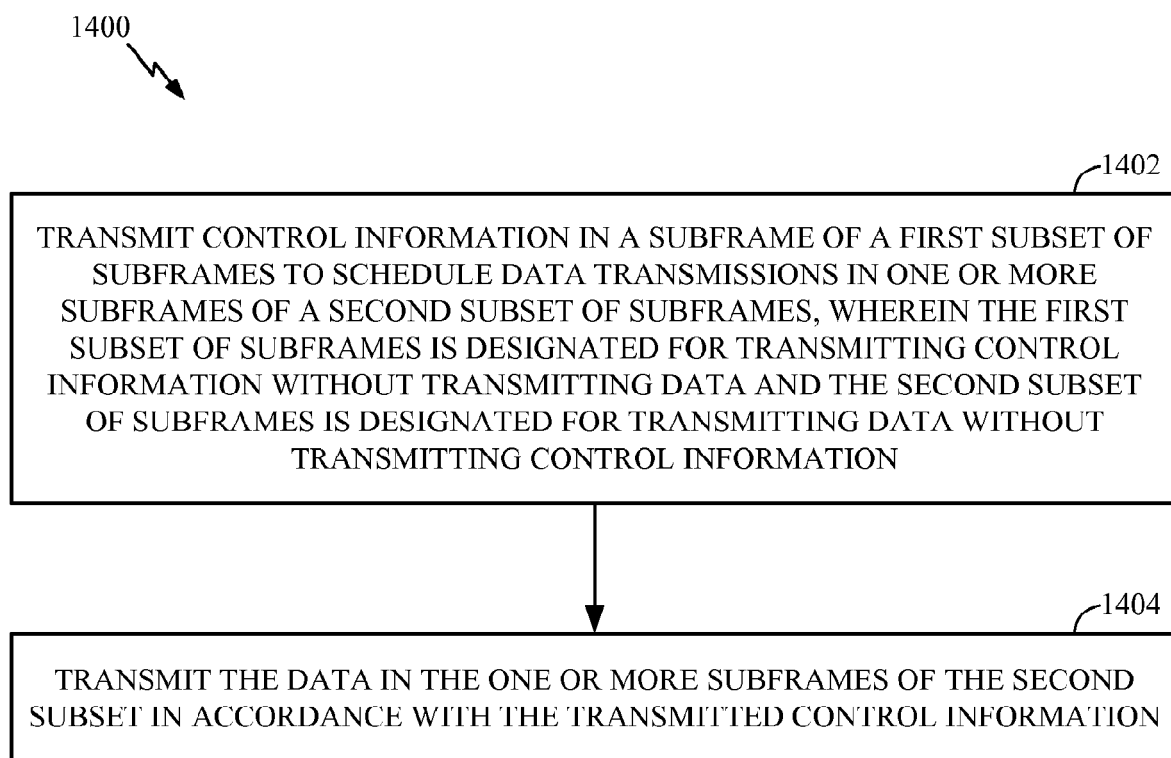 1400
1402
TRANSMIT CONTROL INFORMATION IN A SUBFRAME OF A FIRST SUBSET OF
SUBFRAMES TO SCHEDULE DATA TRANSMISSIONS IN ONE OR MORE
SUBFRAMES OF A SECOND SUBSET OF SUBFRAMES, WHEREIN THE FIRST
SUBSET OF SUBFRAMES IS DESIGNATED FOR TRANSMITTING CONTROL
INFORMATION WITHOUT TRANSMITTING DATA AND THE SECOND SUBSET
OF SUBFRAMES IS DESIGNATED FOR TRANSMITTING DATA WITHOUT
TRANSMITTING CONTROL INFORMATION
1404
TRANSMIT THE DATA IN THE ONE OR MORE SUBFRAMES OF THE SECOND
SUBSET IN ACCORDANCE WITH THE TRANSMITTED CONTROL INFORMATION